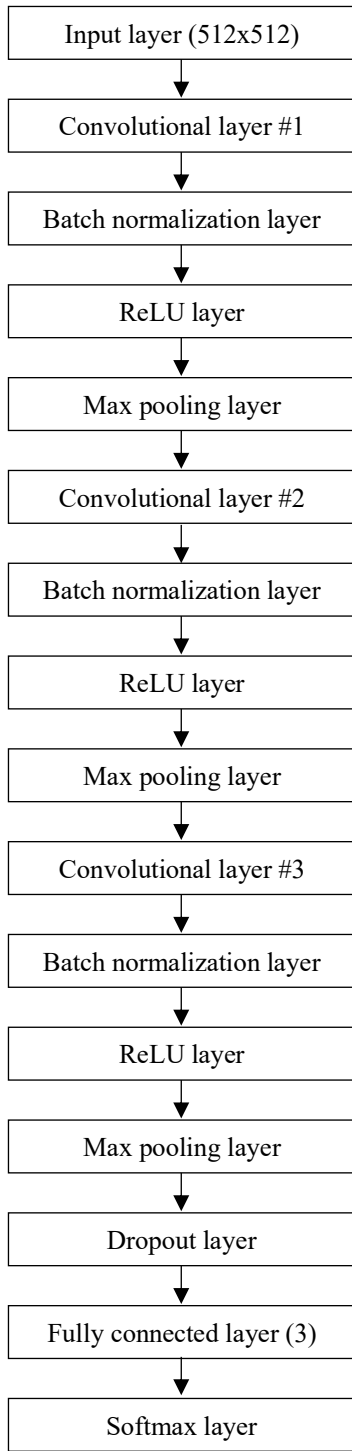 Input layer (512x512)
Convolutional layer #1
Batch normalization layer
ReLU layer
Max pooling layer
Convolutional layer #2
Batch normalization layer
ReLU layer
Max pooling layer
Convolutional layer #3
Batch normalization layer
ReLU layer
Max pooling layer
Dropout layer
Fully connected layer (3)
Softmax layer